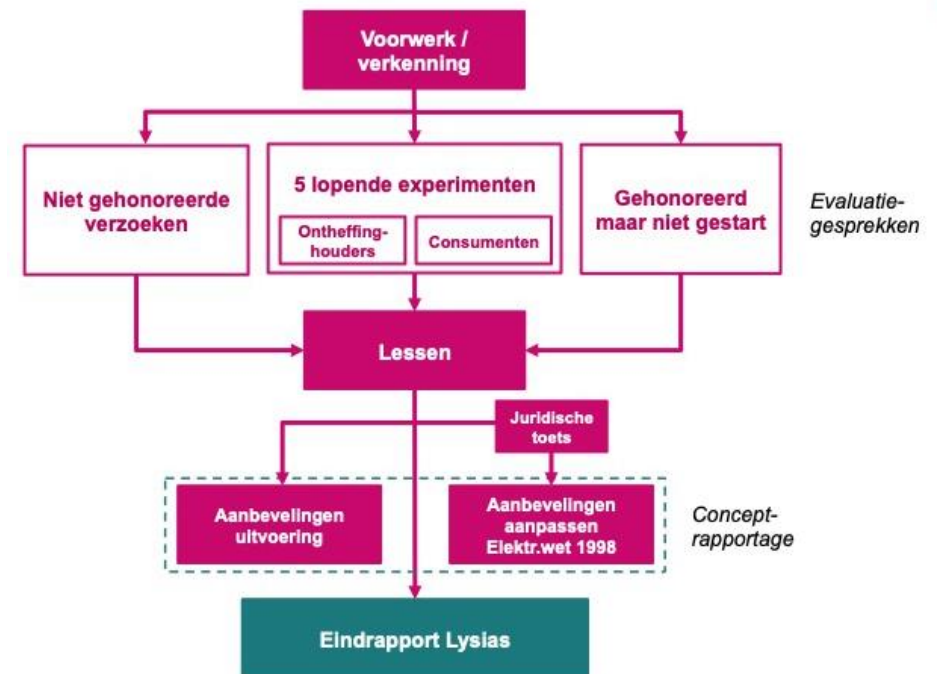 Voorwerk /
verkenning
Niet gehonoreerde
verzoeken
5 lopende experimenten
Ontheffing-
houders
Consumenten
Gehonoreerd
maar niet gestart
Evaluatie-
gesprekken
Lessen
Juridische
toets
Aanbevelingen
uitvoering
Aanbevelingen
aanpassen
Elektr.wet 1998
Concept-
rapportage
Eindrapport Lysias